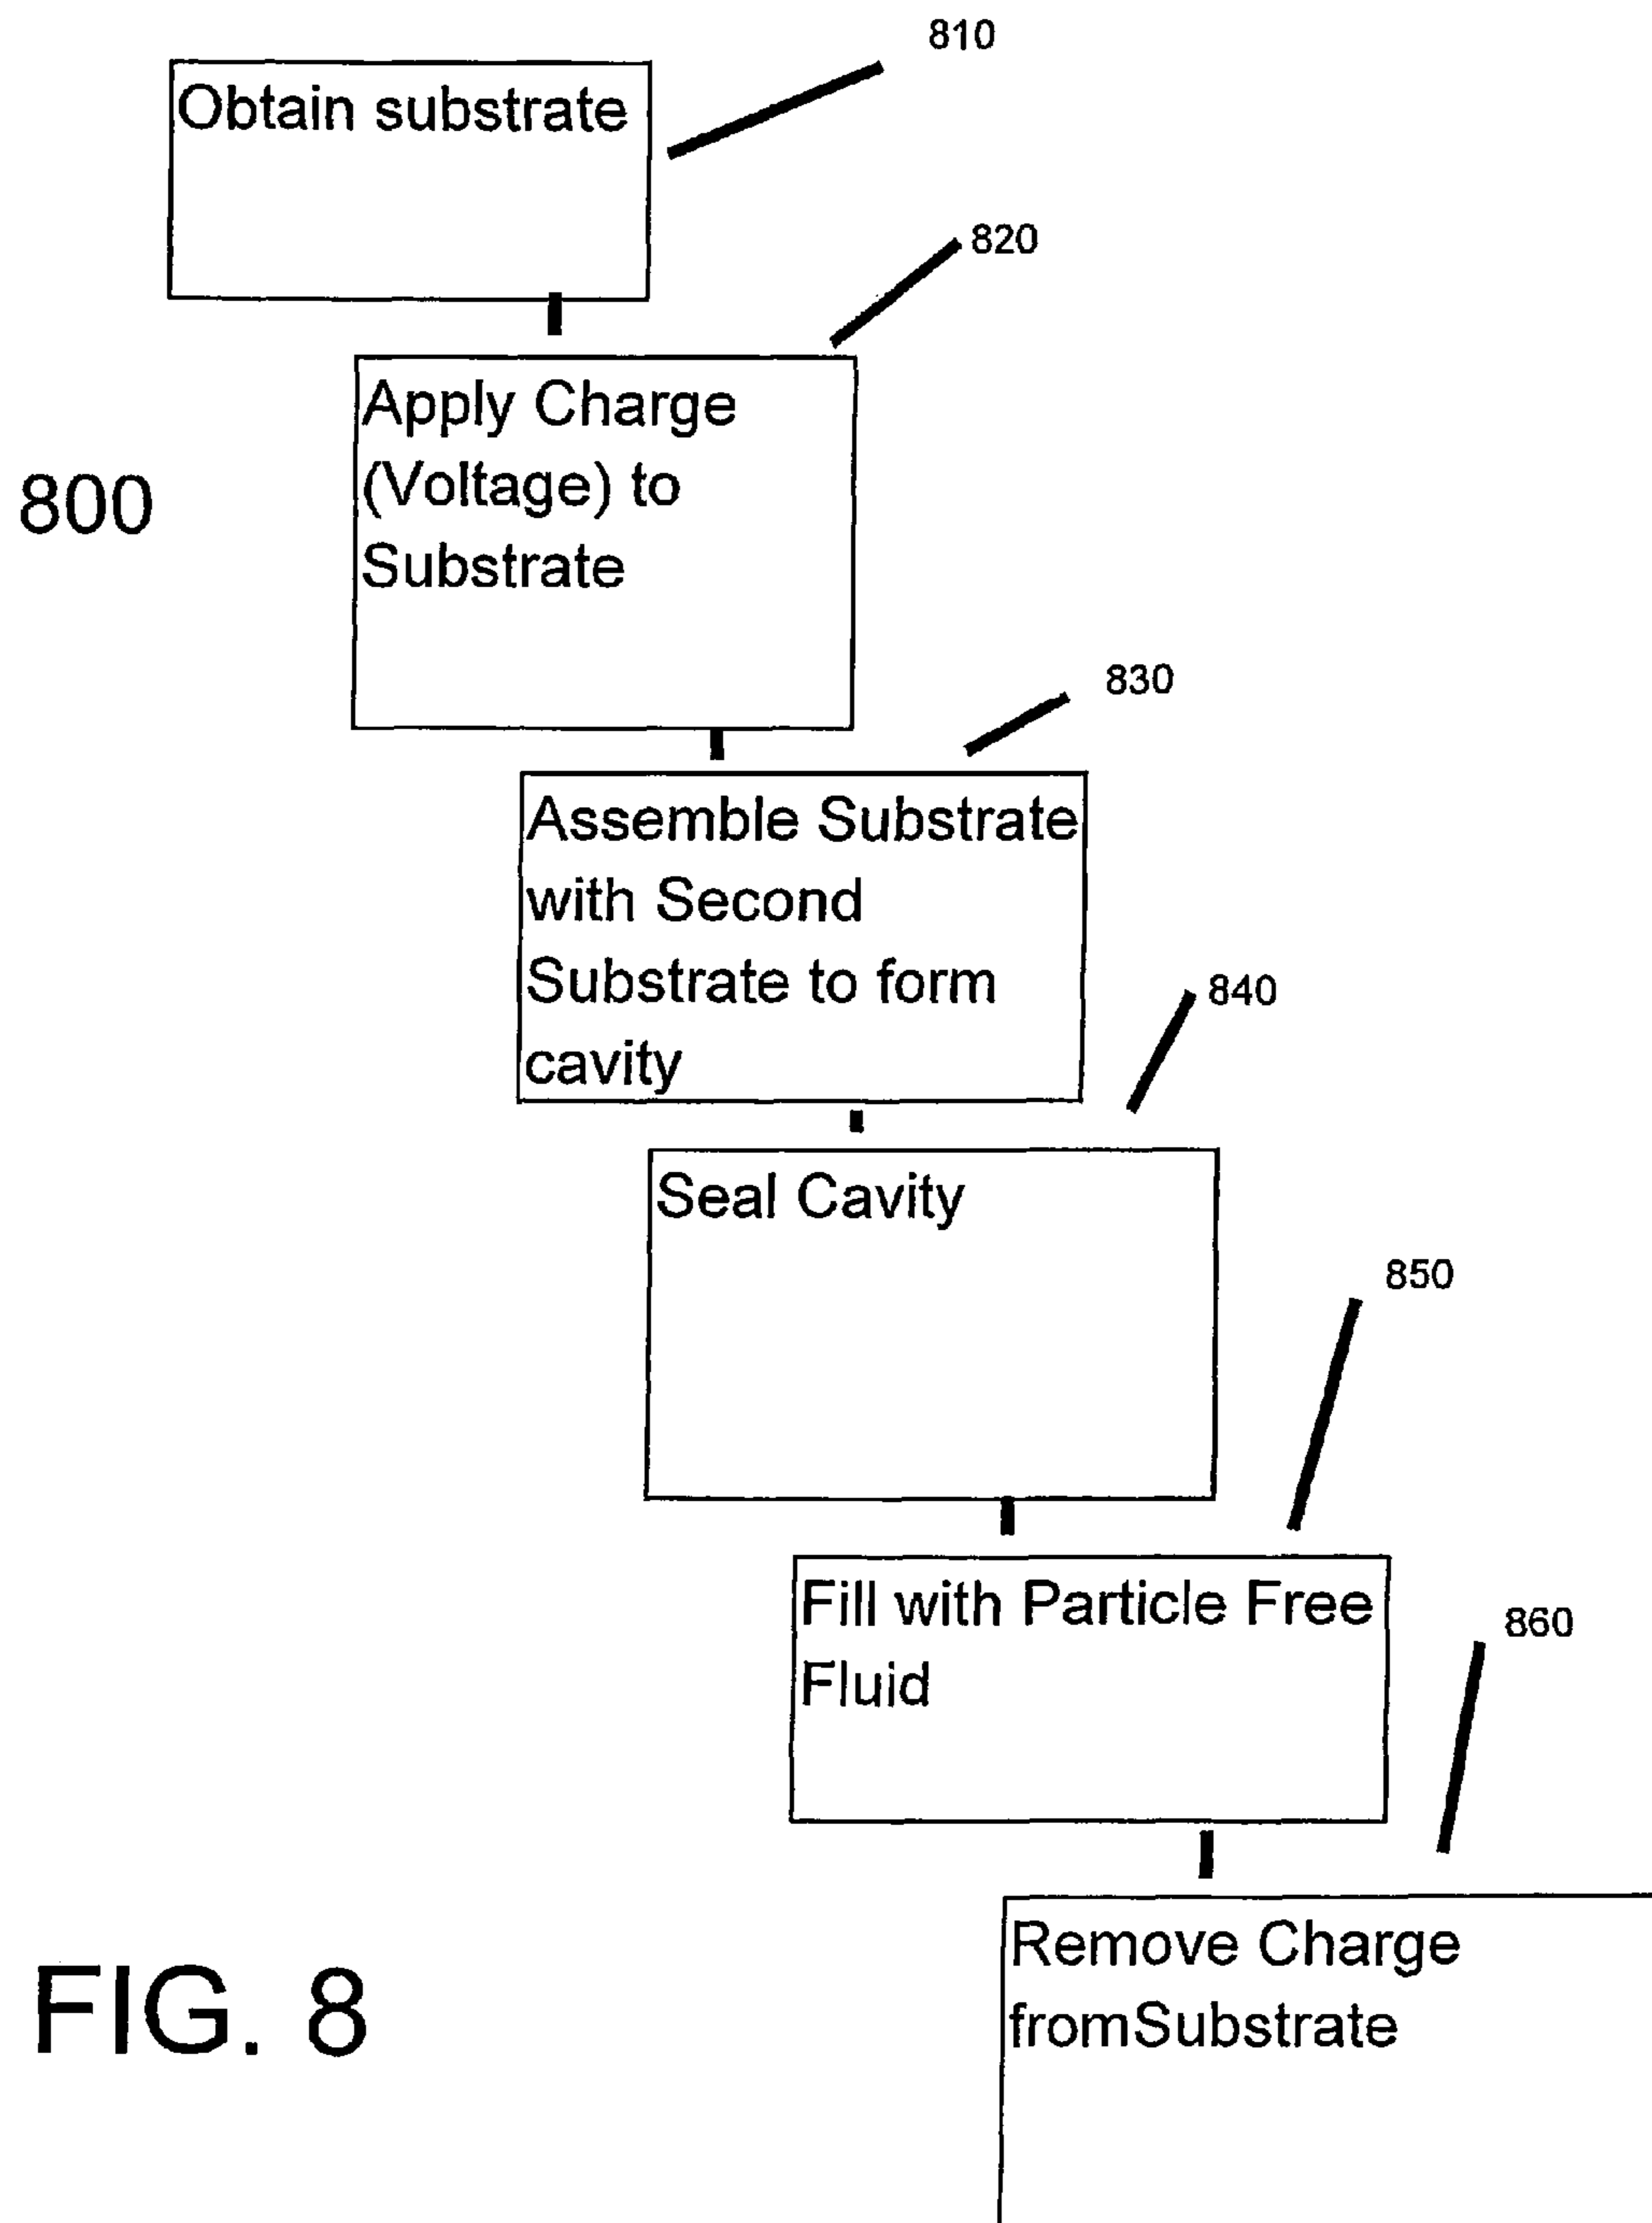 810
Obtain substrate
820
Apply Charge
(Voltage) to
Substrate
800
830
Assemble Substrate
with Second
Substrate to form
cavity
840
Seal Cavity
850
Fill with Particle Free
Fluid
860
Remove Charge
fromSubstrate
FIG. 8